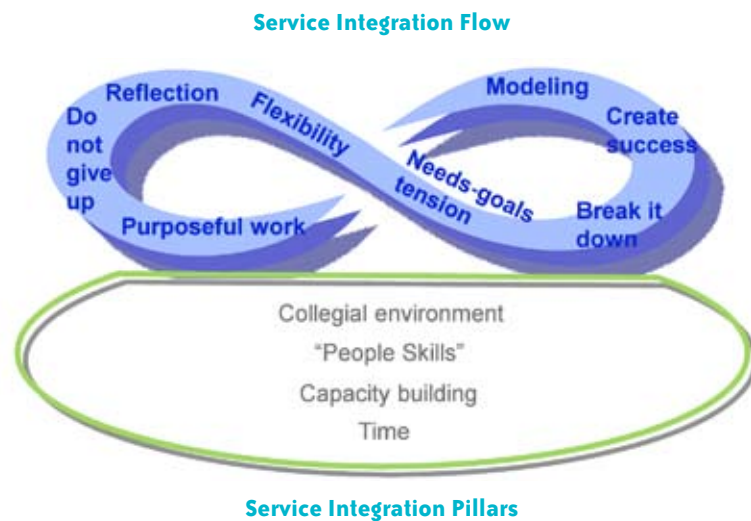 Service Integration Flow
Modeling
Reflection
Flexibility
Do
not
give
up
Create
success
Needs-goals
tension
Break it
down
Purposeful work
Collegial environment
“People Skills”
Capacity building
Time
Service Integration Pillars